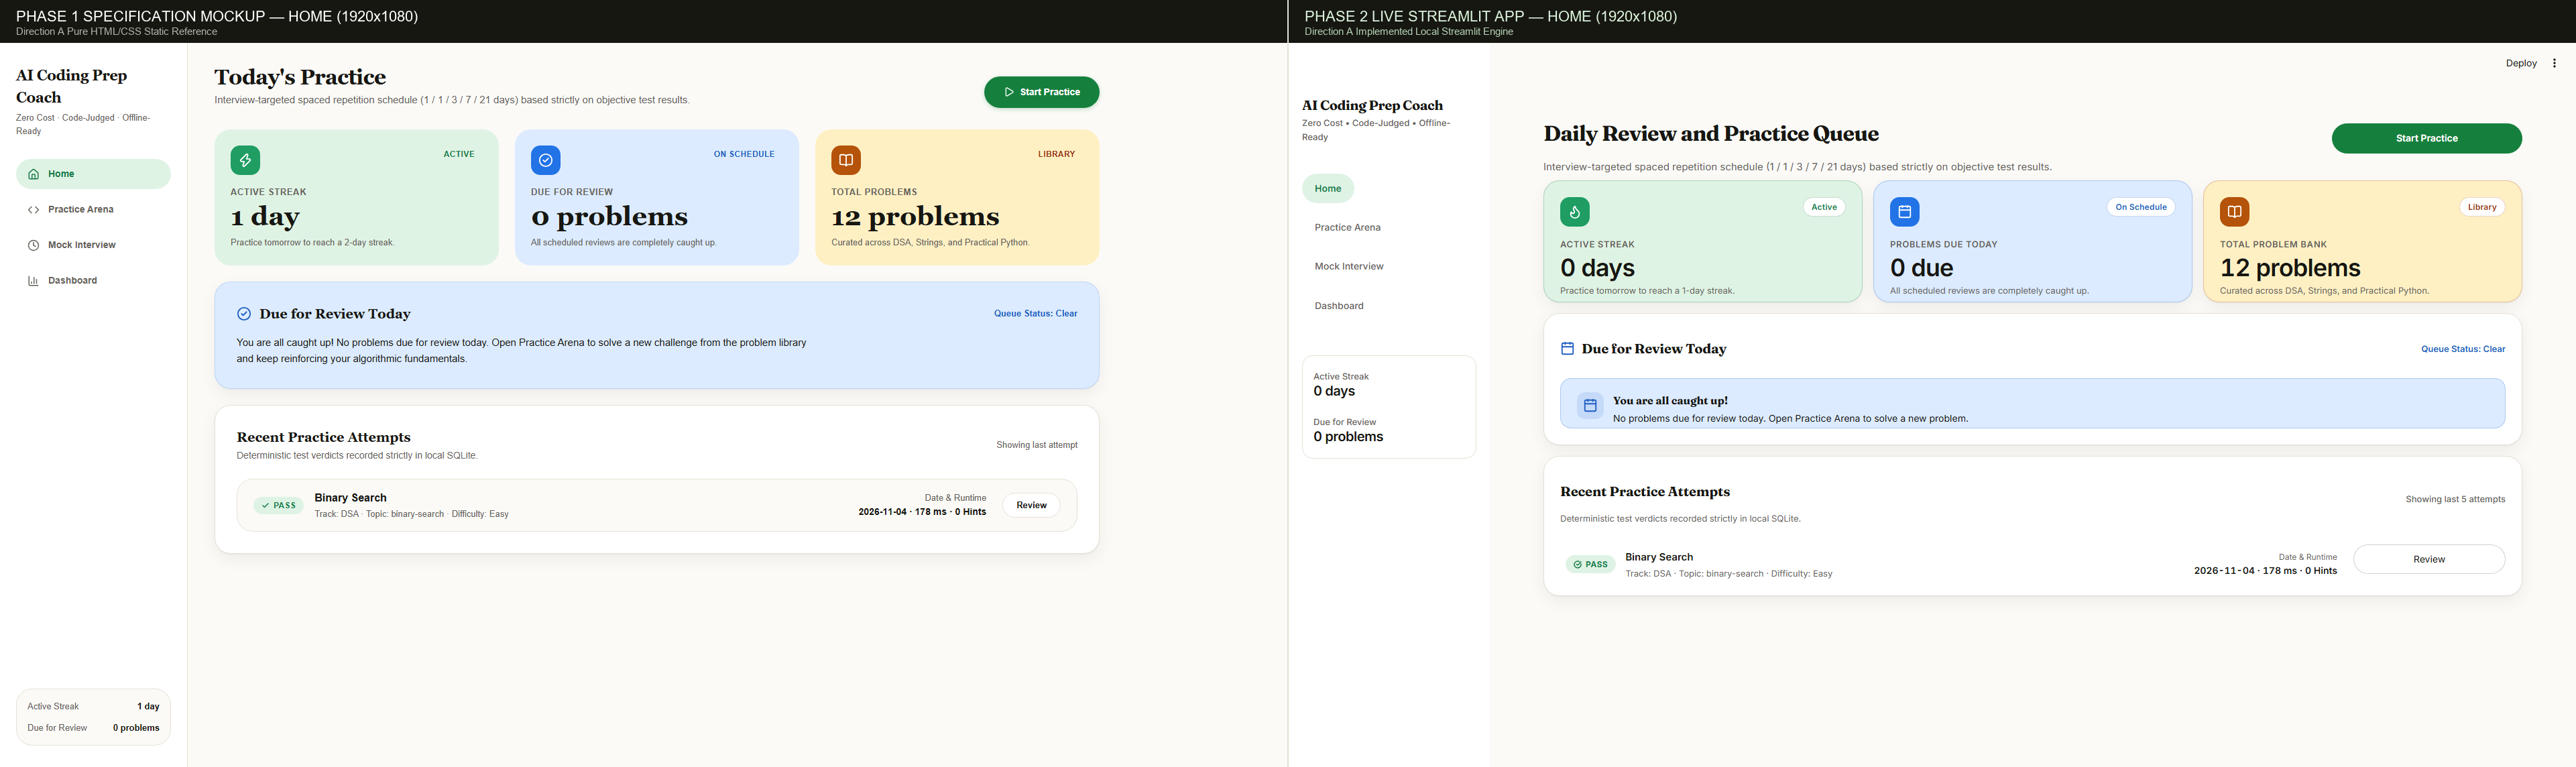 PHASE 1 SPECIFICATION MOCKUP — HOME (1920x1080)
Direction A Pure HTML/CSS Static Reference
AI Coding Prep
Coach
Zero Cost · Code-Judged · Offline-
Ready
Home
Practice Arena
Mock Interview
Dashboard
Active Streak 1 day
Due for Review 0 problems
Today's Practice
Interview-targeted spaced repetition schedule (1 / 1 / 3 / 7 / 21 days) based strictly on objective test results.
Start Practice
ACTIVE
ACTIVE STREAK
1 day
Practice tomorrow to reach a 2-day streak.
ON SCHEDULE
DUE FOR REVIEW
0 problems
All scheduled reviews are completely caught up.
LIBRARY
TOTAL PROBLEMS
12 problems
Curated across DSA, Strings, and Practical Python.
Due for Review Today
Queue Status: Clear
You are all caught up! No problems due for review today. Open Practice Arena to solve a new challenge from the problem library
and keep reinforcing your algorithmic fundamentals.
Recent Practice Attempts
Deterministic test verdicts recorded strictly in local SQLite.
Showing last attempt
PASS
Binary Search
Track: DSA · Topic: binary-search · Difficulty: Easy
Date & Runtime
2026-11-04 · 178 ms · 0 Hints
Review
PHASE 2 LIVE STREAMLIT APP — HOME (1920x1080)
Direction A Implemented Local Streamlit Engine
Deploy
AI Coding Prep Coach
Zero Cost • Code-Judged • Offline-
Ready
Home
Practice Arena
Mock Interview
Dashboard
Active Streak
0 days
Due for Review
0 problems
Daily Review and Practice Queue
Start Practice
Interview-targeted spaced repetition schedule (1 / 1 / 3 / 7 / 21 days) based strictly on objective test results.
Active
ACTIVE STREAK
0 days
Practice tomorrow to reach a 1-day streak.
On Schedule
PROBLEMS DUE TODAY
0 due
All scheduled reviews are completely caught up.
Library
TOTAL PROBLEM BANK
12 problems
Curated across DSA, Strings, and Practical Python.
Due for Review Today
Queue Status: Clear
You are all caught up!
No problems due for review today. Open Practice Arena to solve a new problem.
Recent Practice Attempts
Showing last 5 attempts
Deterministic test verdicts recorded strictly in local SQLite.
PASS
Binary Search
Track: DSA · Topic: binary-search · Difficulty: Easy
Date & Runtime
2026-11-04 · 178 ms · 0 Hints
Review